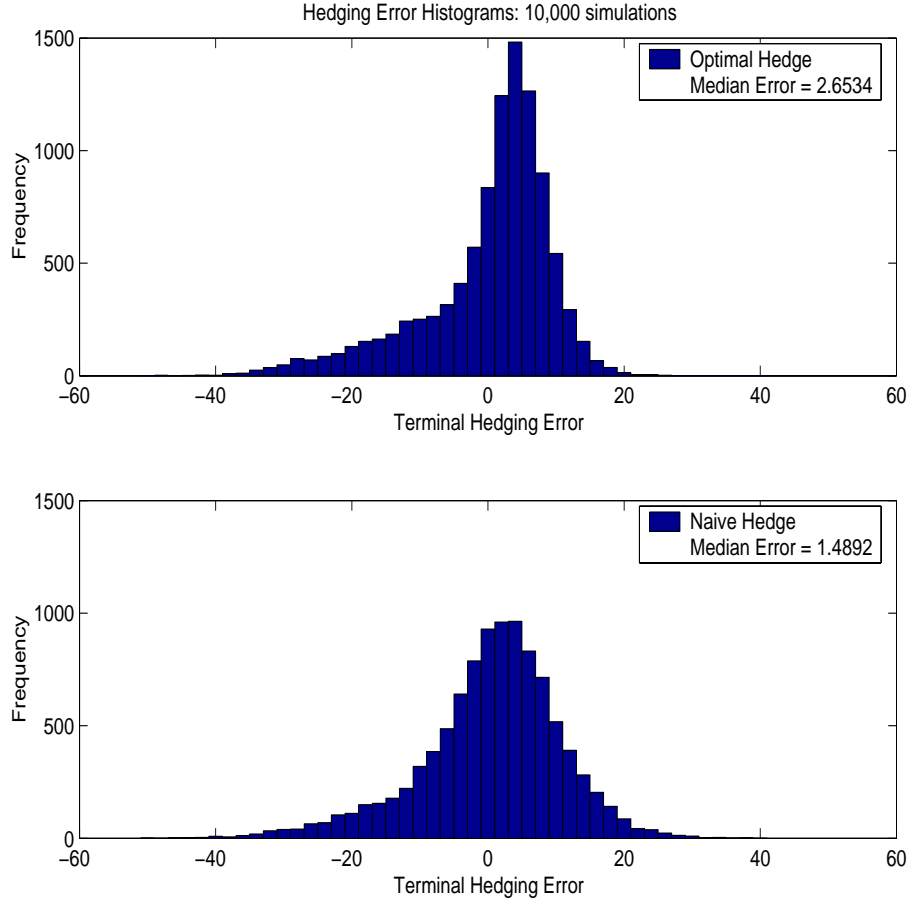 Hedging Error Histograms: 10,000 simulations
1500
1000
500
0
Frequency
Optimal Hedge
Median Error = 2.6534
−60 −40 −20 0 20 40 60
Terminal Hedging Error
1500
1000
500
0
Frequency
Naive Hedge
Median Error = 1.4892
−60 −40 −20 0 20 40 60
Terminal Hedging Error